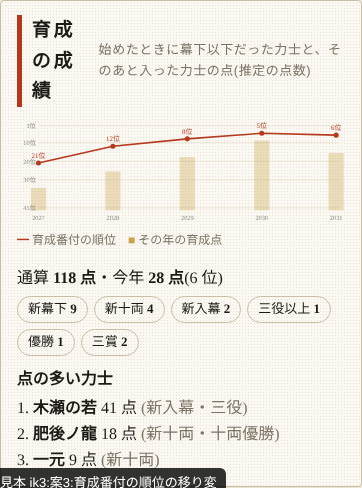 育成の成績
始めたときに幕下以下だった力士と、そ
のあと入った力士の点(推定の点数)
1位
10位
20位
30位
45位
21位
12位
8位
5位
6位
2027
2028
2029
2030
2031
育成番付の順位
その年の育成点
通算 118 点・今年 28 点(6 位)
新幕下 9
新十両 4
新入幕 2
三役以上 1
優勝 1
三賞 2
点の多い力士
1. 木瀬の若 41 点 (新入幕・三役)
2. 肥後ノ龍 18 点 (新十両・十両優勝)
3. 一元 9 点 (新十両)
見本 ik3:案3:育成番付の順位の移り変